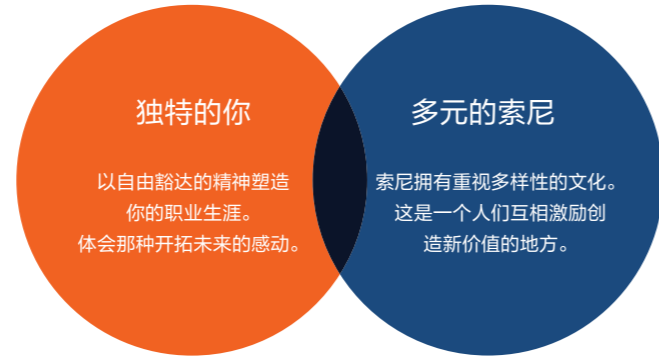 独特的你
以自由豁达的精神塑造
你的职业生涯。
体会那种开拓未来的感动。
多元的索尼
索尼拥有重视多样性的文化。
这是一个人们互相激励创
造新价值的地方。